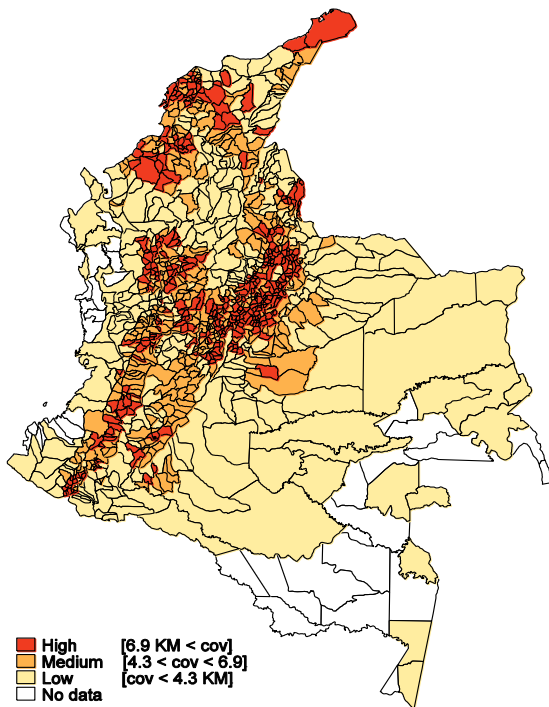 High [6.9 KM < cov]
Medium [4.3 < cov < 6.9]
Low [cov < 4.3 KM]
No data